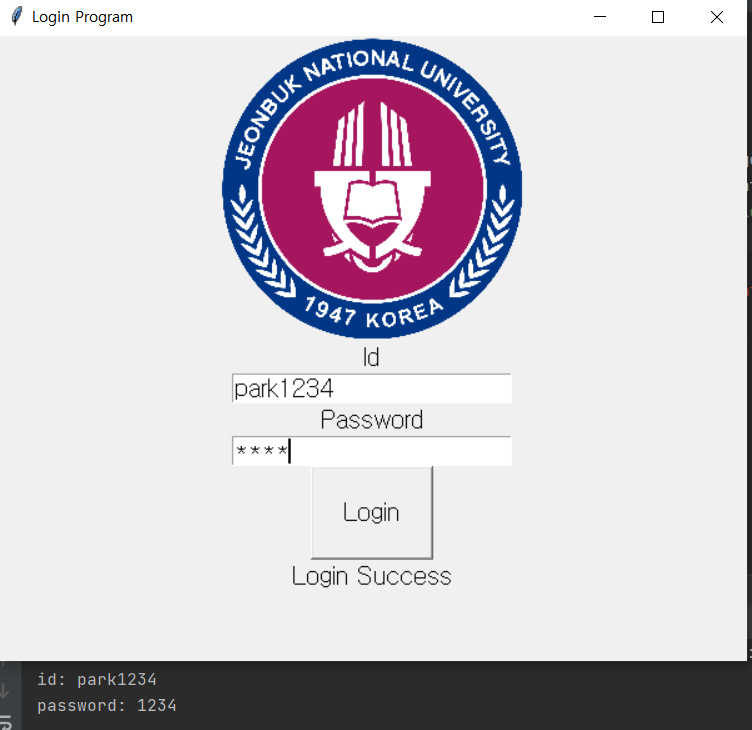 Login Program
JEONBUK NATIONAL UNIVERSITY
1947 KOREA
Id
park1234
Password
****
Login
Login Success
id: park1234
password: 1234